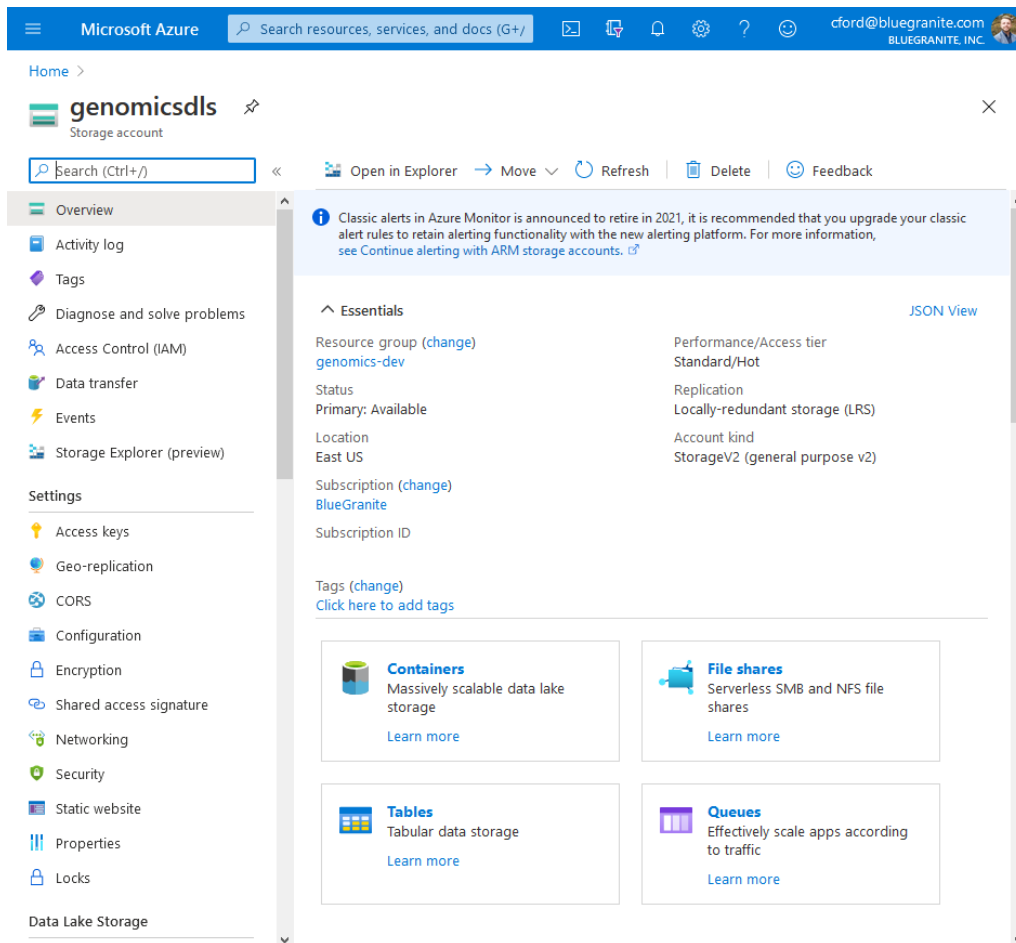 Microsoft Azure
Search resources, services, and docs (G+/
cford@bluegranite.com
BLUEGRANITE, INC.
Home >
genomicsdls
Storage account
Search (Ctrl+/)
«
Open in Explorer
Move
Refresh
Delete
Feedback
Overview
Activity log
Tags
Diagnose and solve problems
Access Control (IAM)
Data transfer
Events
Storage Explorer (preview)
Settings
Access keys
Geo-replication
CORS
Configuration
Encryption
Shared access signature
Networking
Security
Static website
Properties
Locks
Data Lake Storage
Classic alerts in Azure Monitor is announced to retire in 2021, it is recommended that you upgrade your classic
alert rules to retain alerting functionality with the new alerting platform. For more information,
see Continue alerting with ARM storage accounts.
Essentials
JSON View
Resource group (change)
genomics-dev
Status
Primary: Available
Location
East US
Subscription (change)
BlueGranite
Subscription ID
Performance/Access tier
Standard/Hot
Replication
Locally-redundant storage (LRS)
Account kind
StorageV2 (general purpose v2)
Tags (change)
Click here to add tags
Containers
Massively scalable data lake
storage
Learn more
File shares
Serverless SMB and NFS file
shares
Learn more
Tables
Tabular data storage
Learn more
Queues
Effectively scale apps according
to traffic
Learn more